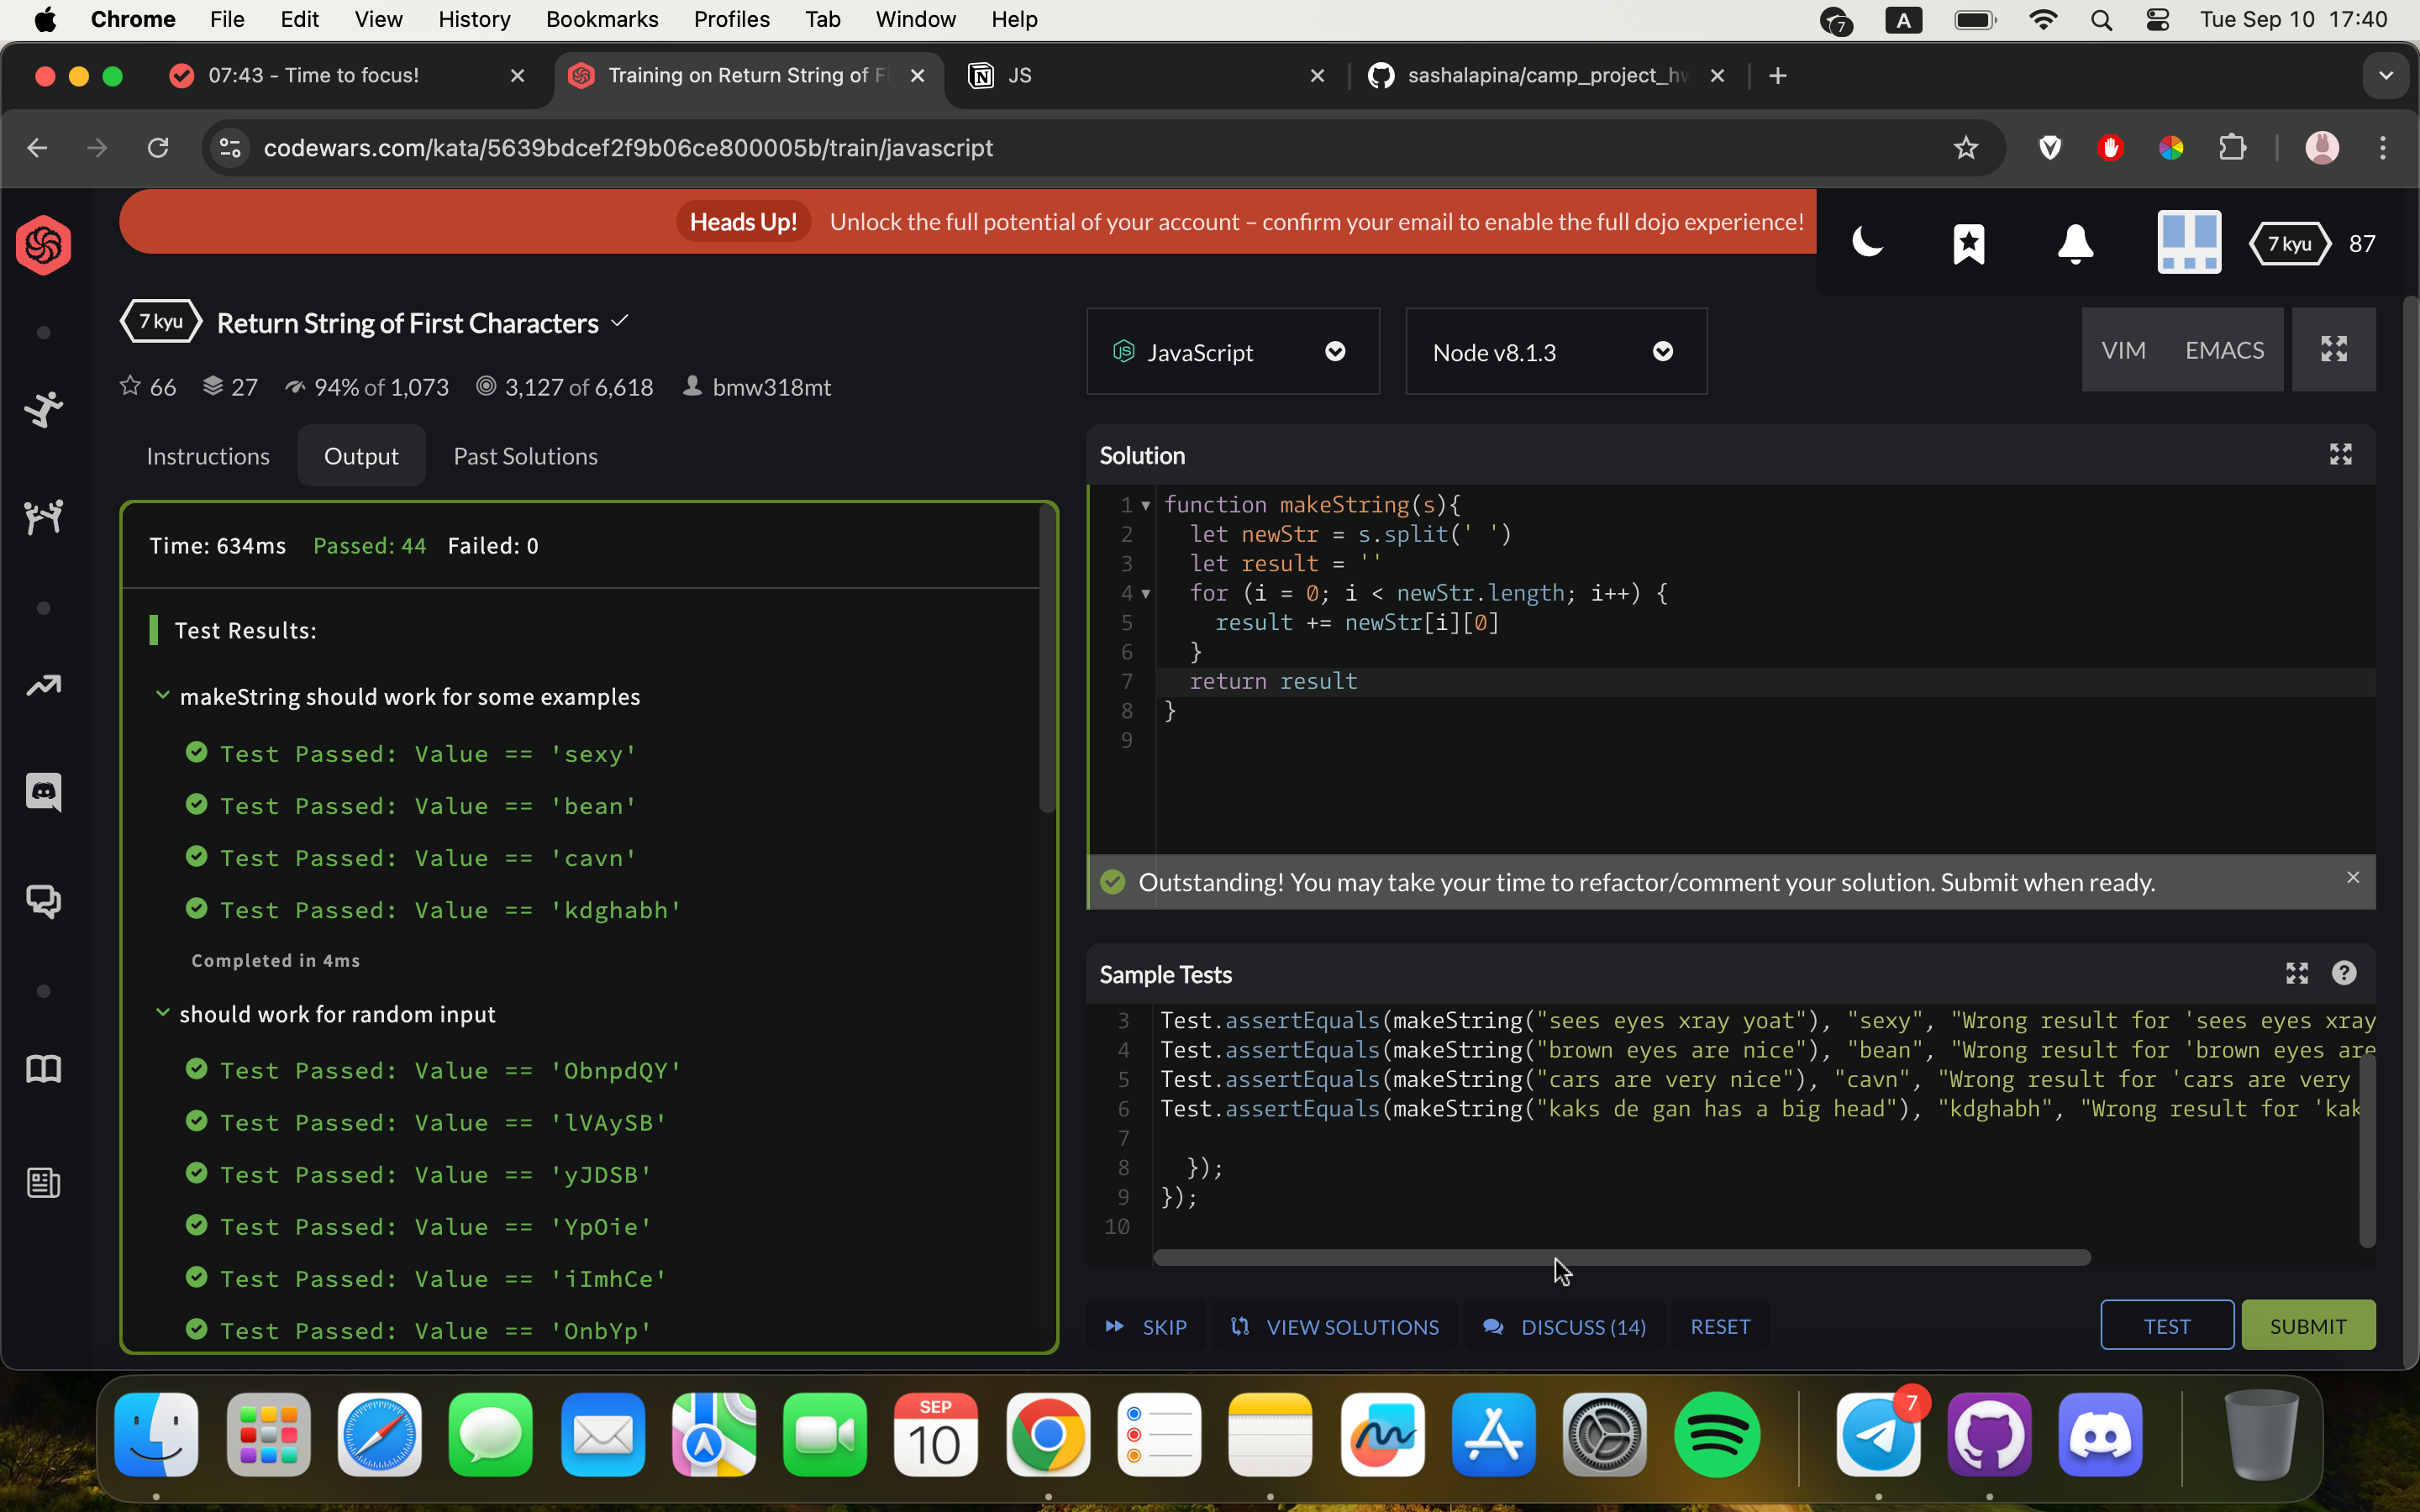 Chrome File Edit View History Bookmarks Profiles Tab Window Help 7 A Tue Sep 10 17:40
07:43 - Time to focus! Training on Return String of Fi JS sashalapina/camp_project_hw
codewars.com/kata/5639bdcef2f9b06ce800005b/train/javascript
Heads Up! Unlock the full potential of your account – confirm your email to enable the full dojo experience!
7 kyu 87
7 kyu Return String of First Characters
66 27 94% of 1,073 3,127 of 6,618 bmw318mt
JavaScript Node v8.1.3 VIM EMACS
Instructions Output Past Solutions
Time: 634ms Passed: 44 Failed: 0
Test Results:
makeString should work for some examples
Test Passed: Value == 'sexy'
Test Passed: Value == 'bean'
Test Passed: Value == 'cavn'
Test Passed: Value == 'kdghabh'
Completed in 4ms
should work for random input
Test Passed: Value == 'ObnpdQY'
Test Passed: Value == 'lVAySB'
Test Passed: Value == 'yJDSB'
Test Passed: Value == 'YpOie'
Test Passed: Value == 'iImhCe'
Test Passed: Value == 'OnbYp'
Solution
1 function makeString(s){
2 let newStr = s.split(' ')
3 let result = ''
4 for (i = 0; i < newStr.length; i++) {
5 result += newStr[i][0]
6 }
7 return result
8 }
9
Outstanding! You may take your time to refactor/comment your solution. Submit when ready.
Sample Tests
3 Test.assertEquals(makeString("sees eyes xray yoat"), "sexy", "Wrong result for 'sees eyes xray
4 Test.assertEquals(makeString("brown eyes are nice"), "bean", "Wrong result for 'brown eyes are
5 Test.assertEquals(makeString("cars are very nice"), "cavn", "Wrong result for 'cars are very
6 Test.assertEquals(makeString("kaks de gan has a big head"), "kdghabh", "Wrong result for 'kak
7
8 });
9 });
10
SKIP VIEW SOLUTIONS DISCUSS (14) RESET TEST SUBMIT
SEP
10
7